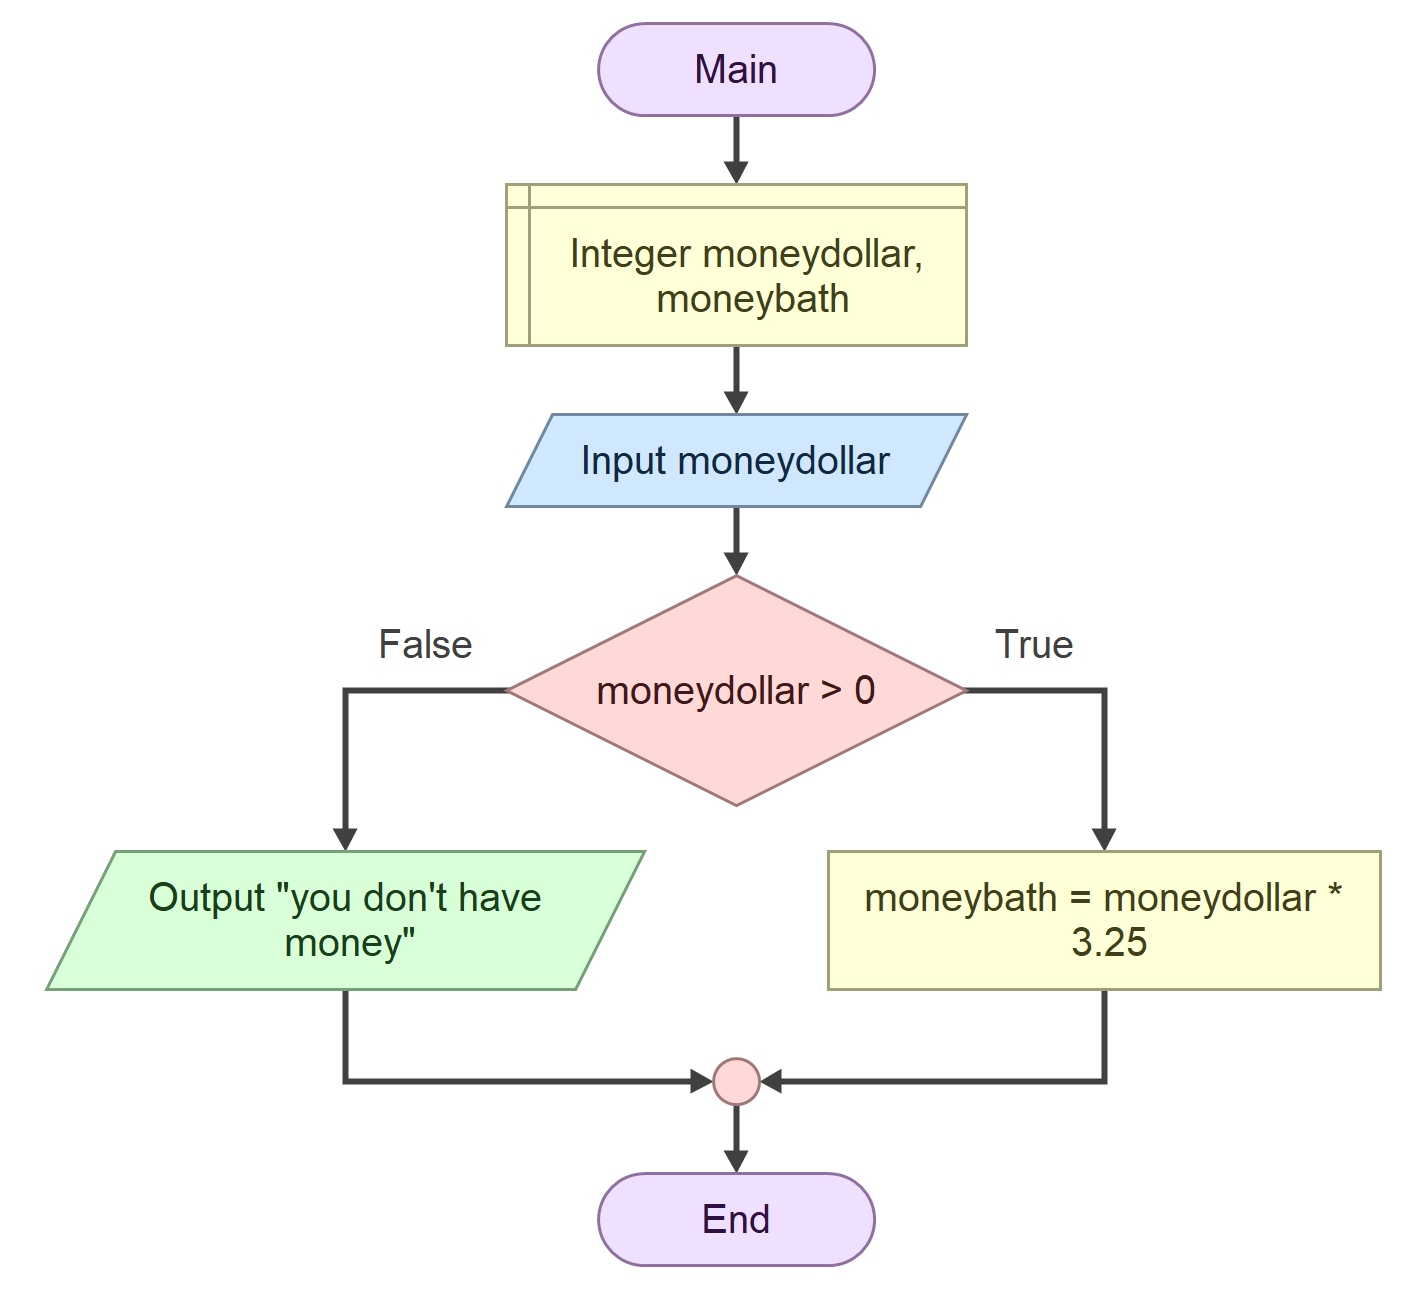 Main
Integer moneydollar,
moneybath
Input moneydollar
False
True
moneydollar > 0
Output "you don't have
money"
moneybath = moneydollar *
3.25
End